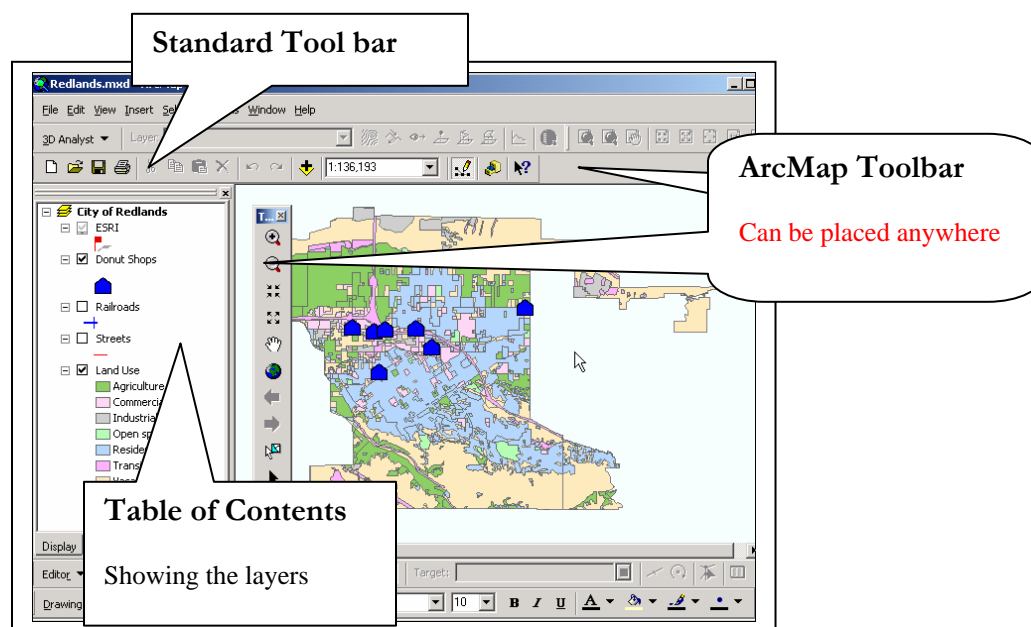 Standard Tool bar
Redlands.mxd
File Edit View Insert Window Help
3D Analyst Layer
1:136,193
ArcMap Toolbar
Can be placed anywhere
City of Redlands
ESRI
Donut Shops
Railroads
Streets
Land Use
Agriculture
Commercia
Industrial
Open sp
Reside
Trans
T...
Table of Contents
Showing the layers
Display
Editor
Target:
Drawing
10 B I U A